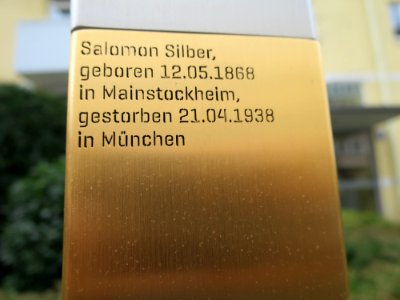 Salomon Silber,
geboren 12.05.1868
in Mainstockheim,
gestorben 21.04.1938
in München